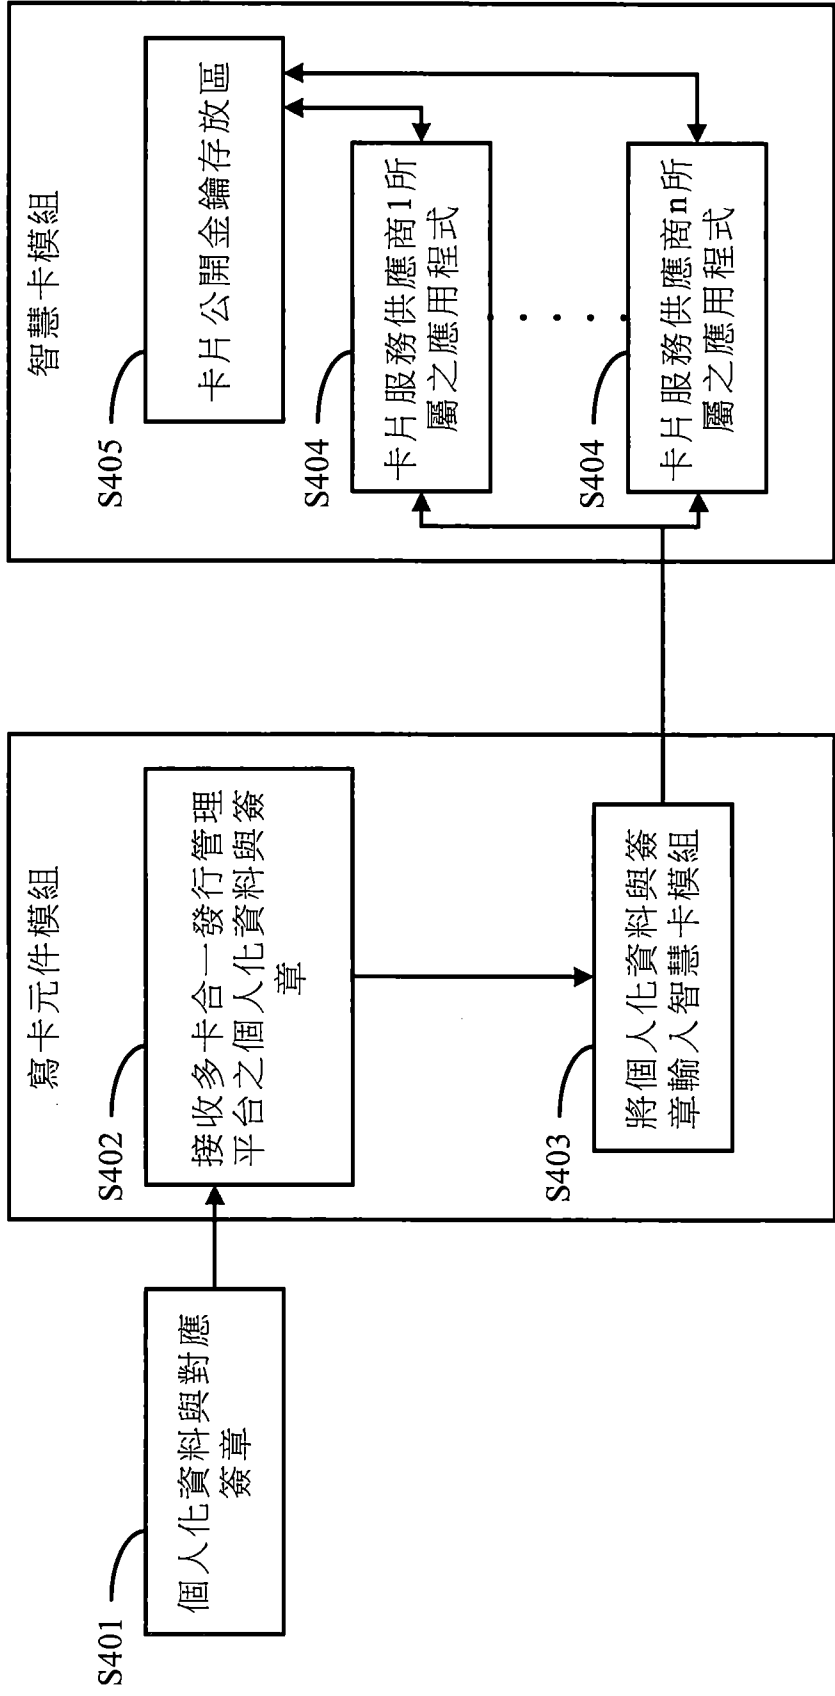 S401
個人化資料與對應
簽章
寫卡元件模組
S402
接收多卡合一發行管理
平台之個人化資料與簽
章
S403
將個人化資料與簽
章輸入智慧卡模組
智慧卡模組
S405
卡片公開金鑰存放區
S404
卡片服務供應商1所
屬之應用程式
S404
卡片服務供應商n所
屬之應用程式